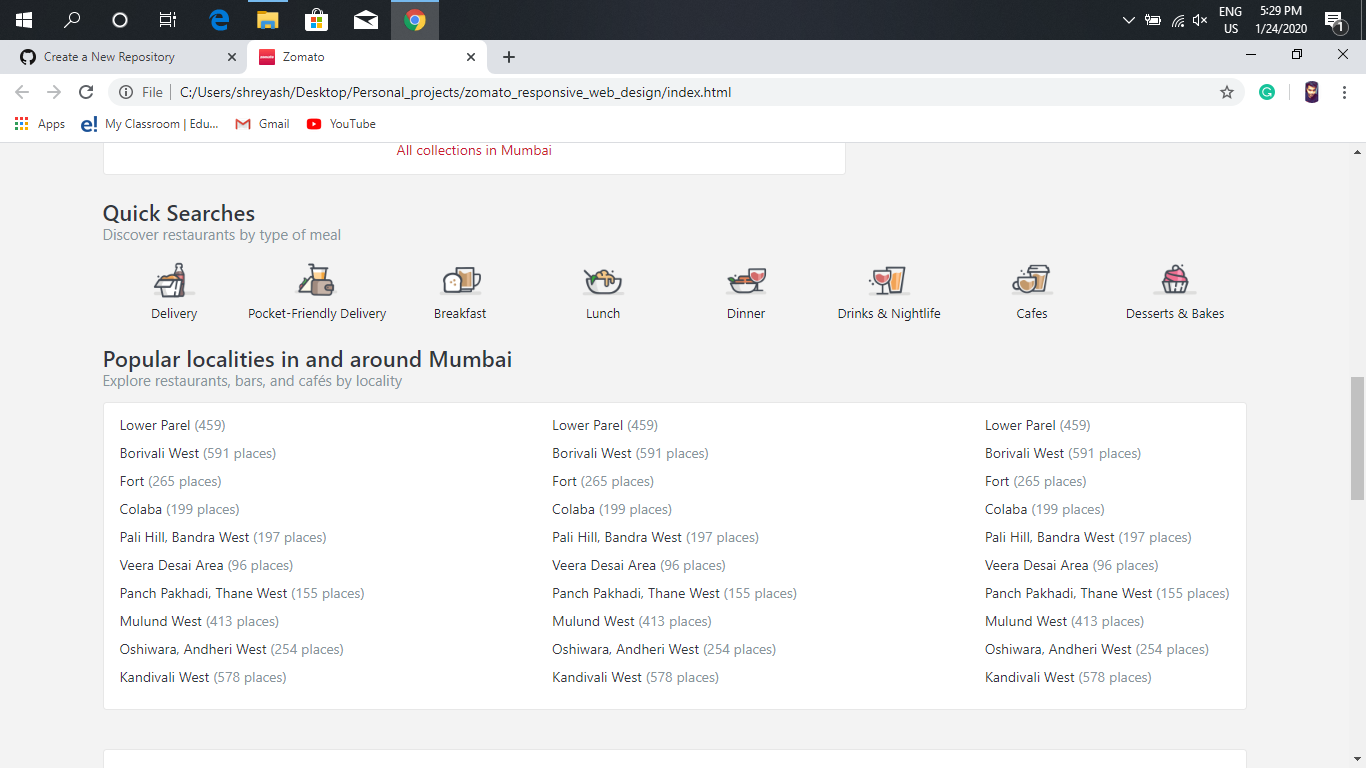 ENG
US
5:29 PM
1/24/2020
1
Create a New Repository
zomato
Zomato
File
C:/Users/shreyash/Desktop/Personal_projects/zomato_responsive_web_design/index.html
Apps
e! My Classroom | Edu...
Gmail
YouTube
All collections in Mumbai
Quick Searches
Discover restaurants by type of meal
Delivery
Pocket-Friendly Delivery
Breakfast
Lunch
Dinner
Drinks & Nightlife
Cafes
Desserts & Bakes
Popular localities in and around Mumbai
Explore restaurants, bars, and cafés by locality
Lower Parel (459)
Borivali West (591 places)
Fort (265 places)
Colaba (199 places)
Pali Hill, Bandra West (197 places)
Veera Desai Area (96 places)
Panch Pakhadi, Thane West (155 places)
Mulund West (413 places)
Oshiwara, Andheri West (254 places)
Kandivali West (578 places)
Lower Parel (459)
Borivali West (591 places)
Fort (265 places)
Colaba (199 places)
Pali Hill, Bandra West (197 places)
Veera Desai Area (96 places)
Panch Pakhadi, Thane West (155 places)
Mulund West (413 places)
Oshiwara, Andheri West (254 places)
Kandivali West (578 places)
Lower Parel (459)
Borivali West (591 places)
Fort (265 places)
Colaba (199 places)
Pali Hill, Bandra West (197 places)
Veera Desai Area (96 places)
Panch Pakhadi, Thane West (155 places)
Mulund West (413 places)
Oshiwara, Andheri West (254 places)
Kandivali West (578 places)